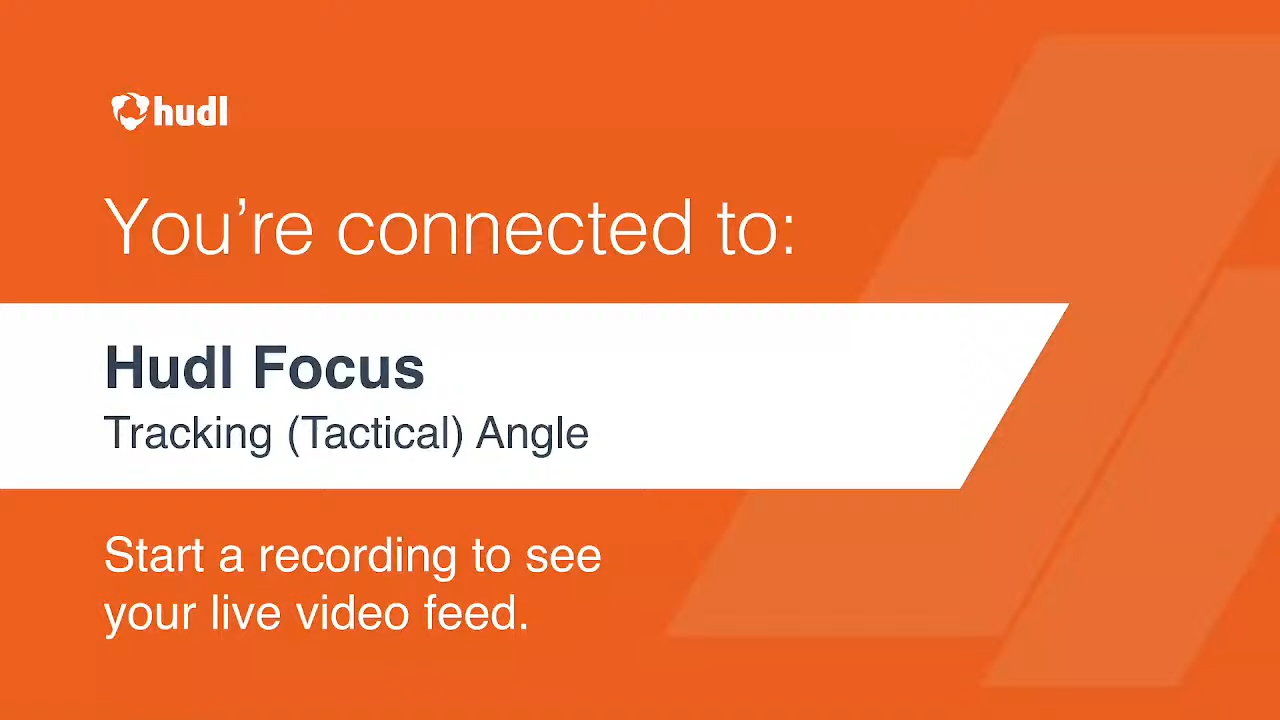 hudl
You’re connected to:
Hudl Focus
Tracking (Tactical) Angle
Start a recording to see
your live video feed.